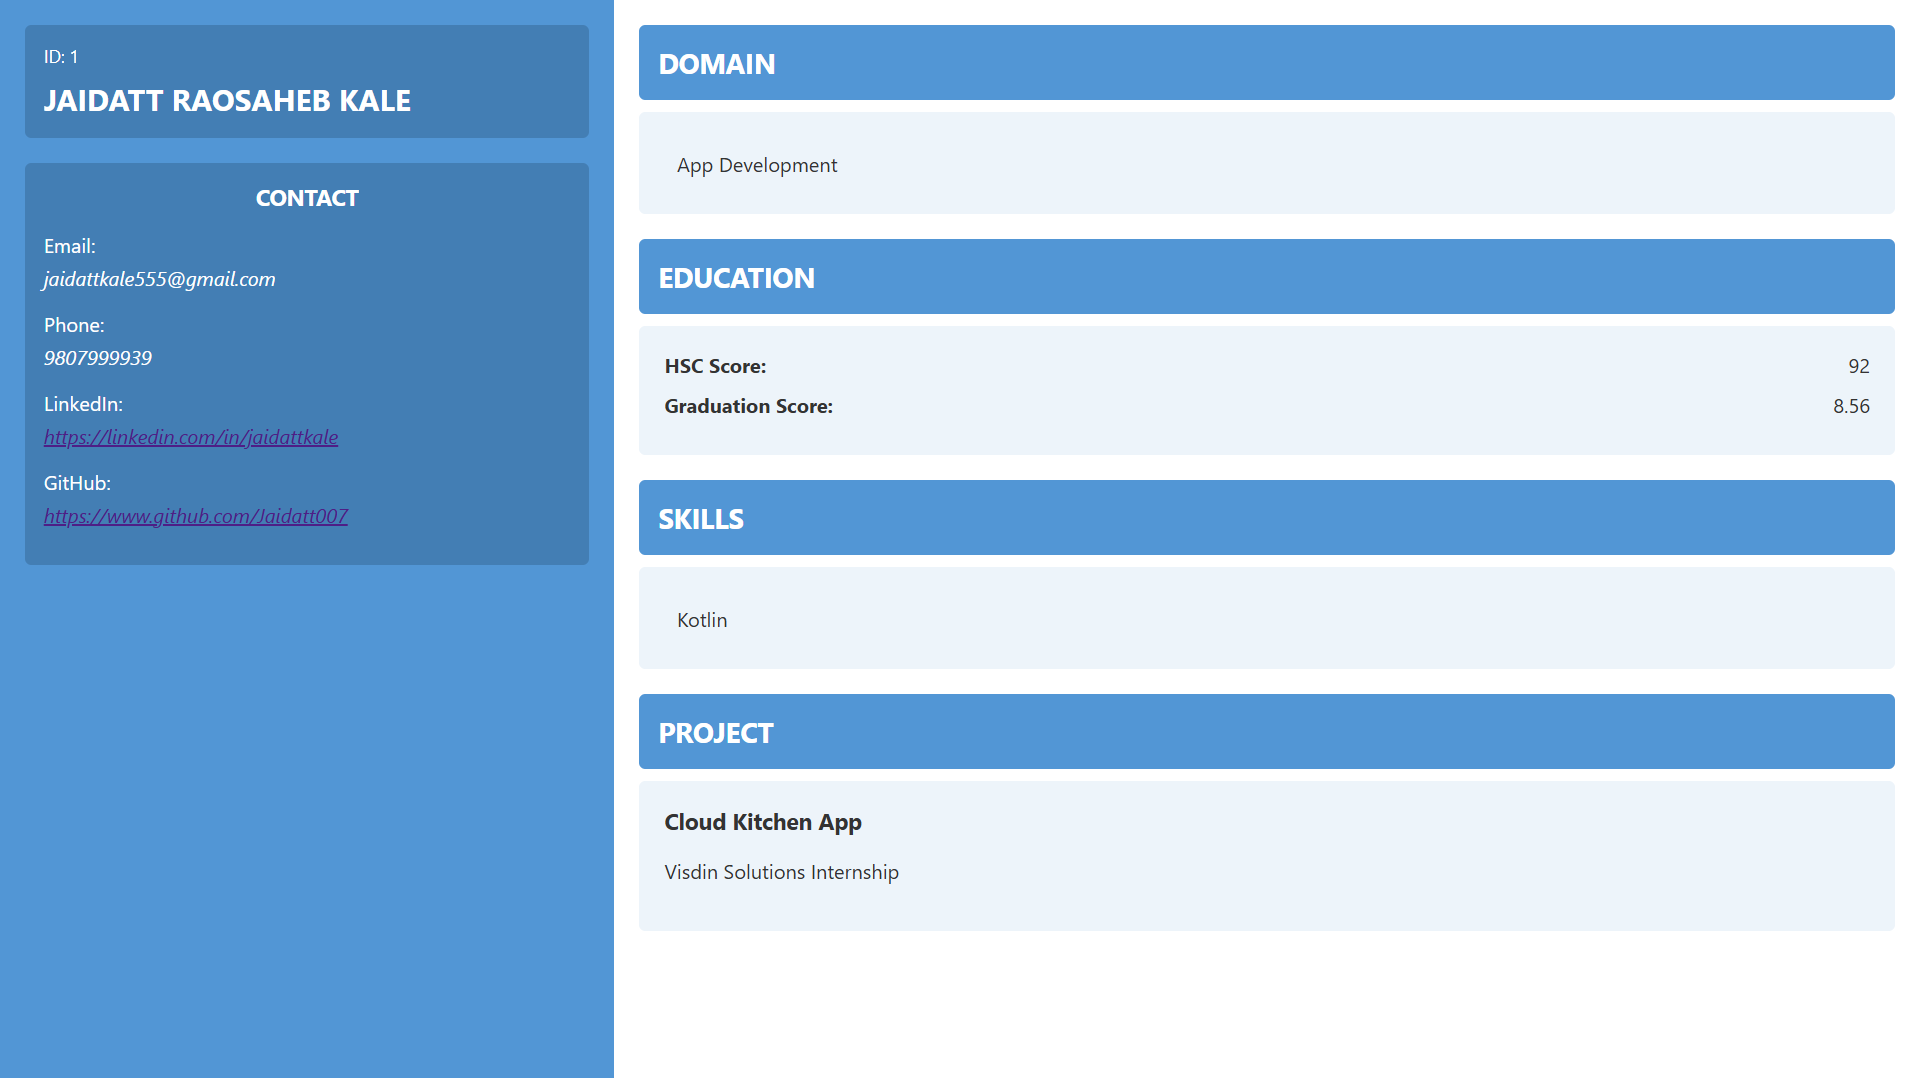 ID: 1
JAIDATT RAOSAHEB KALE
CONTACT
Email:
jaidattkale555@gmail.com
Phone:
9807999939
LinkedIn:
https://linkedin.com/in/jaidattkale
GitHub:
https://www.github.com/Jaidatt007
DOMAIN
App Development
EDUCATION
HSC Score: 92
Graduation Score: 8.56
SKILLS
Kotlin
PROJECT
Cloud Kitchen App
Visdin Solutions Internship